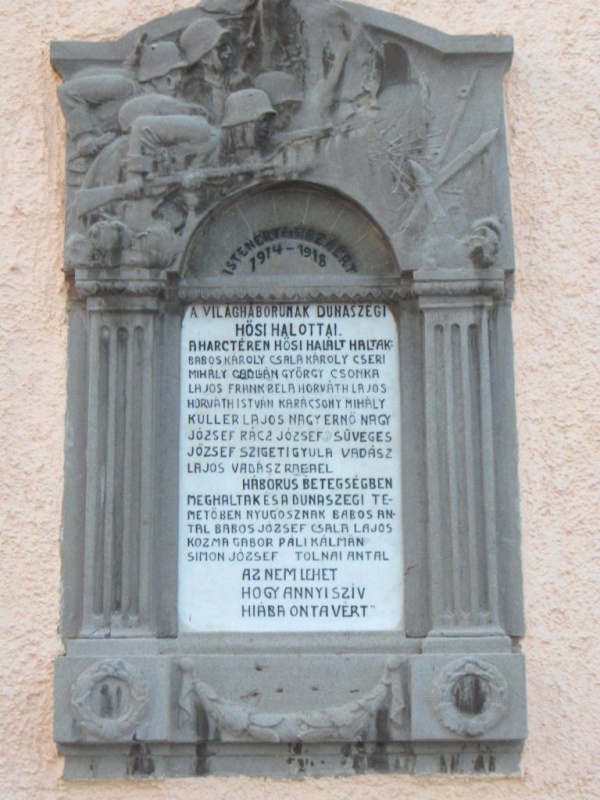 ISTENÉRT HAZÁÉRT
1914-1918
A VILÁGHÁBORUNAK DUNASZEGI
HŐSI HALOTTAI.
A HARCTÉREN HŐSI HALÁLT HALTAK:
BABOS KÁROLY CSALA KÁROLY CSERI
MIHÁLY CSOLLÁN GYÖRGY CSONKA
LAJOS FRANK BÉLA HORVÁTH LAJOS
HORVÁTH ISTVÁN KARÁCSONY MIHÁLY
KULLER LAJOS NAGY ERNŐ NAGY
JÓZSEF RÁCZ JÓZSEF SÜVEGES
JÓZSEF SZIGETI GYULA VADÁSZ
LAJOS VADÁSZ RAFAEL
HÁBORUS BETEGSÉGBEN
MEGHALTAK ÉS A DUNASZEGI TE-
METŐBEN NYUGOSZNAK BABOS AN-
TAL BABOS JÓZSEF CSALA LAJOS
KOZMA GÁBOR PÁLI KÁLMÁN
SIMON JÓZSEF TOLNAI ANTAL
AZ NEM LEHET
HOGY ANNYI SZÍV
HIÁBA ONTA VÉRT"